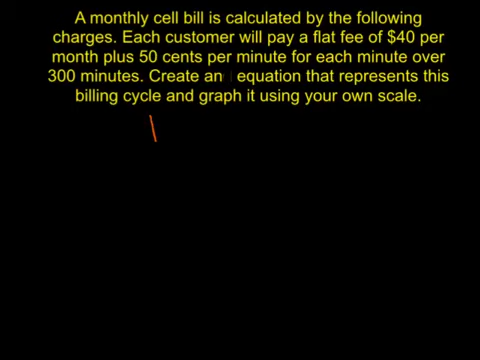 A monthly cell bill is calculated by the following
charges. Each customer will pay a flat fee of $40 per
month plus 50 cents per minute for each minute over
300 minutes. Create an equation that represents this
billing cycle and graph it using your own scale.